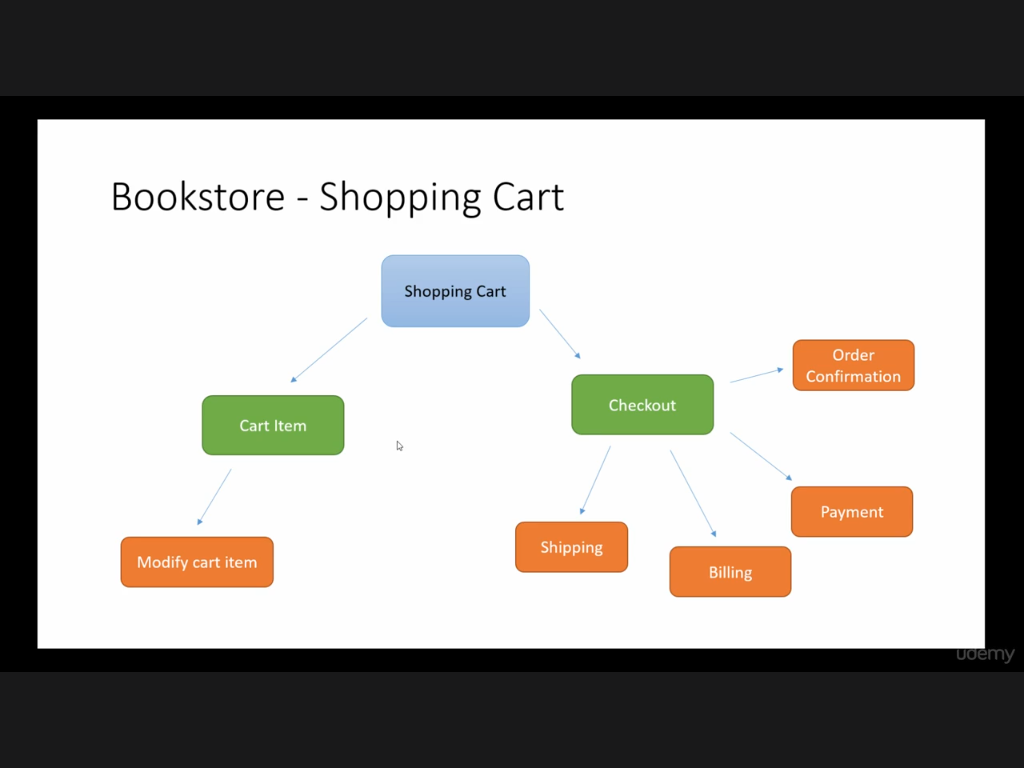 Bookstore - Shopping Cart
Shopping Cart
Order
Confirmation
Checkout
Cart Item
Payment
Shipping
Modify cart item
Billing
udemy